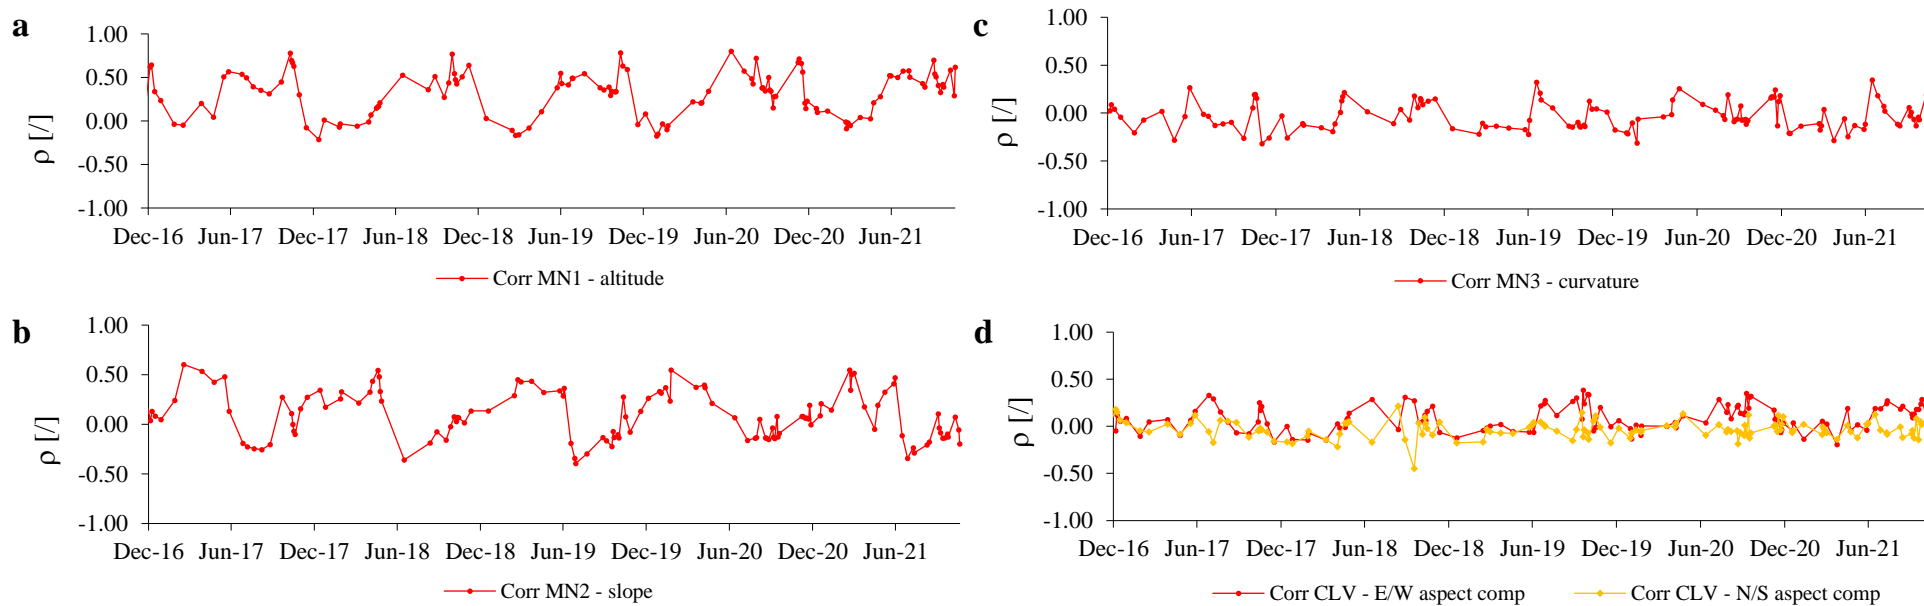 a
1.00
0.50
0.00
-0.50
-1.00
ρ [/]
Dec-16 Jun-17 Dec-17 Jun-18 Dec-18 Jun-19 Dec-19 Jun-20 Dec-20 Jun-21
Corr MN1 - altitude
b
1.00
0.50
0.00
-0.50
-1.00
ρ [/]
Dec-16 Jun-17 Dec-17 Jun-18 Dec-18 Jun-19 Dec-19 Jun-20 Dec-20 Jun-21
Corr MN2 - slope
c
1.00
0.50
0.00
-0.50
-1.00
ρ [/]
Dec-16 Jun-17 Dec-17 Jun-18 Dec-18 Jun-19 Dec-19 Jun-20 Dec-20 Jun-21
Corr MN3 - curvature
d
1.00
0.50
0.00
-0.50
-1.00
ρ [/]
Dec-16 Jun-17 Dec-17 Jun-18 Dec-18 Jun-19 Dec-19 Jun-20 Dec-20 Jun-21
Corr CLV - E/W aspect comp Corr CLV - N/S aspect comp